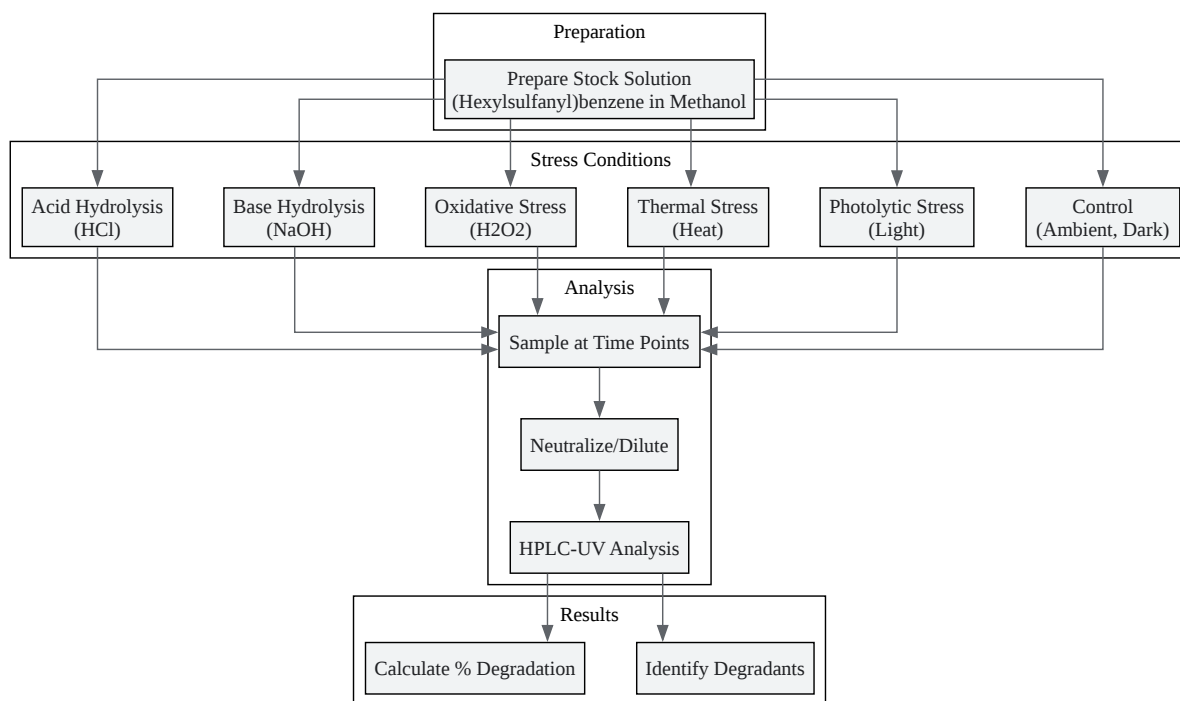 Preparation
Prepare Stock Solution
(Hexylsulfanyl)benzene in Methanol
Stress Conditions
Acid Hydrolysis
(HCl)
Base Hydrolysis
(NaOH)
Oxidative Stress
(H2O2)
Thermal Stress
(Heat)
Photolytic Stress
(Light)
Control
(Ambient, Dark)
Analysis
Sample at Time Points
Neutralize/Dilute
HPLC-UV Analysis
Results
Calculate % Degradation
Identify Degradants